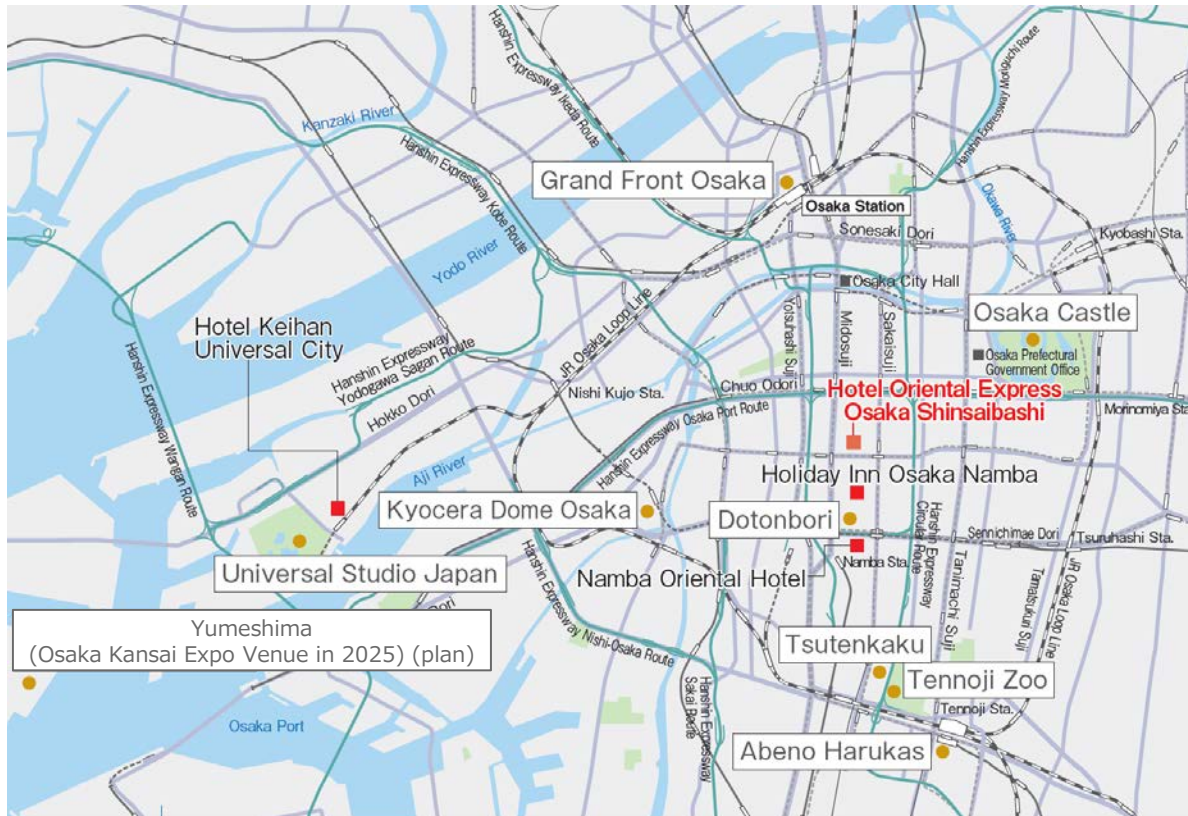 Hanshin Expressway Ikeda Route
Hanshin Expressway Moriguchi Route
Kanzaki River
Hanshin Expressway Kobe Route
Grand Front Osaka
Osaka Station
Okawa River
Sonesaki Dori
Kyobashi Sta.
Yodo River
Osaka City Hall
JR Osaka Loop Line
Osaka Castle
Hotel Keihan
Universal City
Yotsuhashi Suji
Midosuji
Sakaisuji
Osaka Prefectural
Government Office
Hanshin Expressway Wangan Route
Hanshin Expressway
Yodogawa Sagan Route
Hokko Dori
Nishi Kujo Sta.
Chuo Odori
Hotel Oriental Express
Osaka Shinsaibashi
Morinomiya Sta
Hanshin Expressway Osaka Port Route
Aji River
Holiday Inn Osaka Namba
Kyocera Dome Osaka
Dotonbori
Hanshin Expressway
Circular Route
Sennichimae Dori
Tsuruhashi Sta.
Namba Sta.
Universal Studio Japan
Namba Oriental Hotel
Tanimachi Suji
Tamatsukuri Suji
JR Osaka Loop Line
Dori
Yumeshima
(Osaka Kansai Expo Venue in 2025) (plan)
Hanshin Expressway Nishi-Osaka Route
Tsutenkaku
Tennoji Zoo
Hanshin Expressway
Sakai Route
Tennoji Sta.
Osaka Port
Abeno Harukas